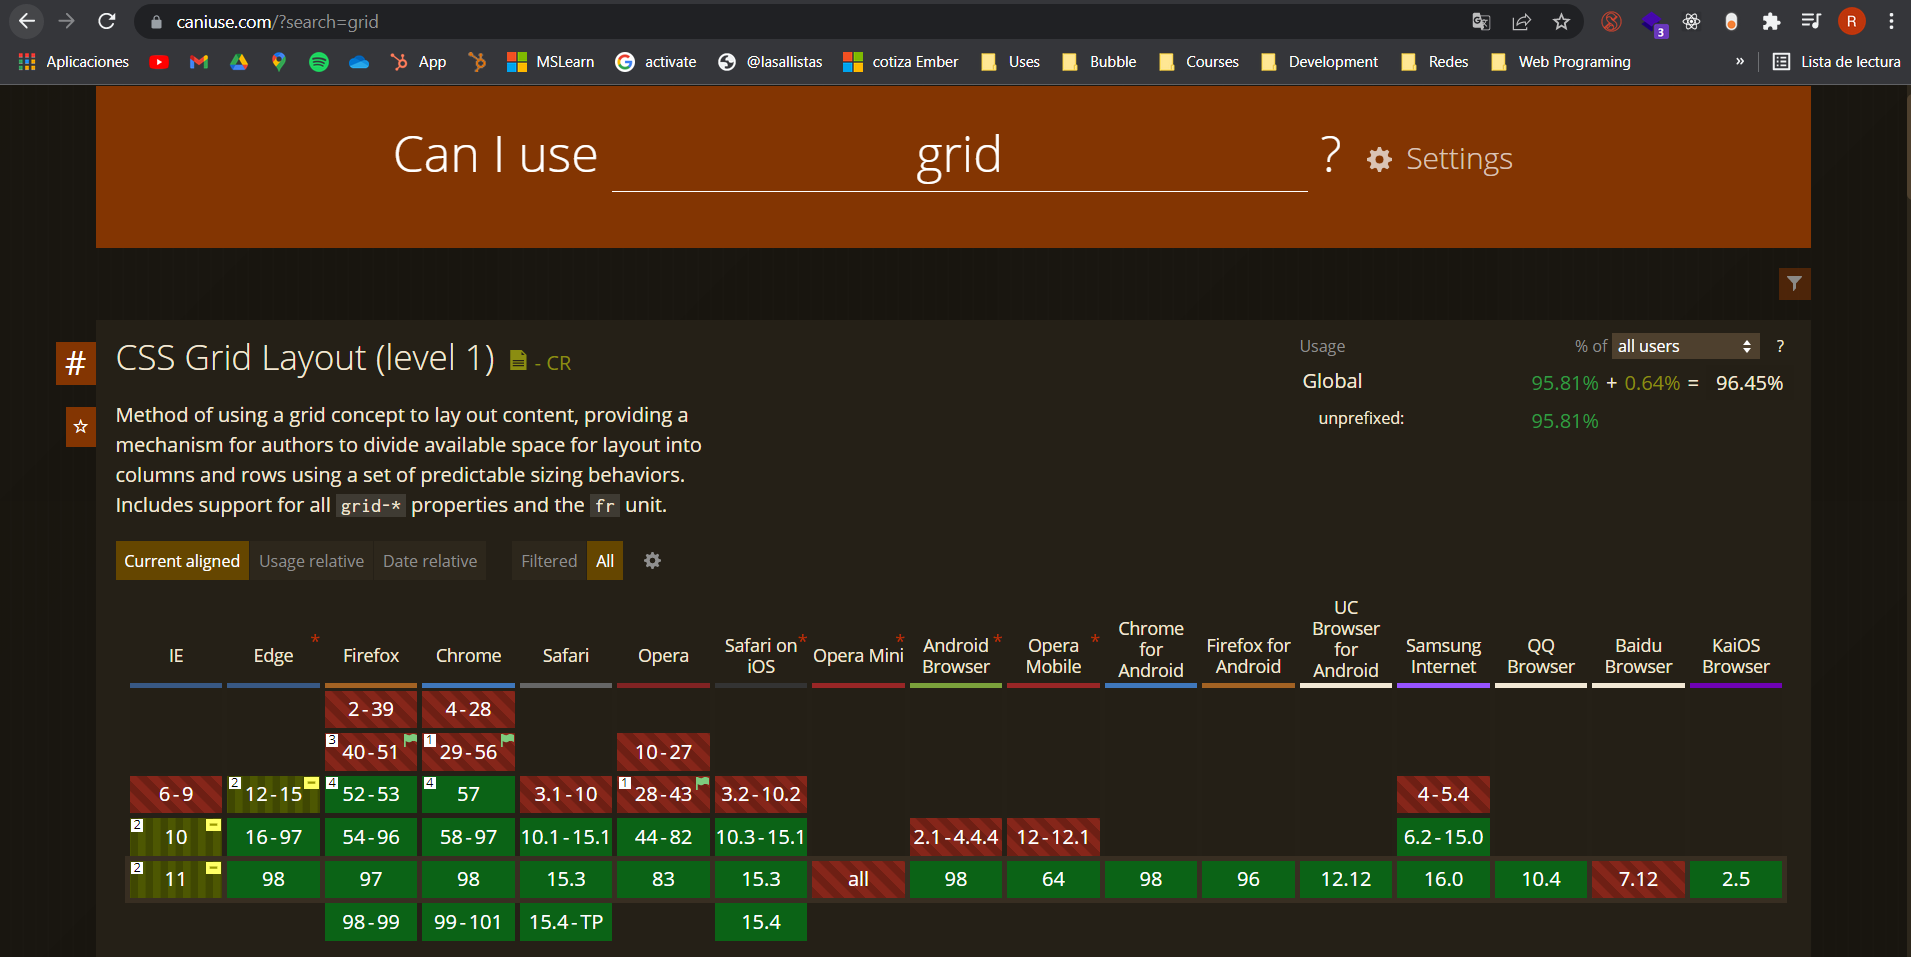 caniuse.com/?search=grid
3
R
Aplicaciones
App
MSLearn
activate
@lasallistas
cotiza Ember
Uses
Bubble
Courses
Development
Redes
Web Programing
»
Lista de lectura
Can I use grid ? Settings
#
CSS Grid Layout (level 1) - CR
Method of using a grid concept to lay out content, providing a
mechanism for authors to divide available space for layout into
columns and rows using a set of predictable sizing behaviors.
Includes support for all grid-* properties and the fr unit.
Usage % of all users ?
Global 95.81% + 0.64% = 96.45%
unprefixed: 95.81%
Current aligned Usage relative Date relative Filtered All
IE
Edge *
Firefox
Chrome
Safari
Opera
Safari on *
iOS
Opera Mini *
Android *
Browser
Opera *
Mobile
Chrome
for
Android
Firefox for
Android
UC
Browser
for
Android
Samsung
Internet
QQ
Browser
Baidu
Browser
KaiOS
Browser
2-39 4-28
3 40-51 1 29-56 10-27
6-9 2 12-15 4 52-53 4 57 3.1-10 1 28-43 3.2-10.2 4-5.4
2 10 16-97 54-96 58-97 10.1-15.1 44-82 10.3-15.1 2.1-4.4.4 12-12.1 6.2-15.0
2 11 98 97 98 15.3 83 15.3 all 98 64 98 96 12.12 16.0 10.4 7.12 2.5
98-99 99-101 15.4-TP 15.4